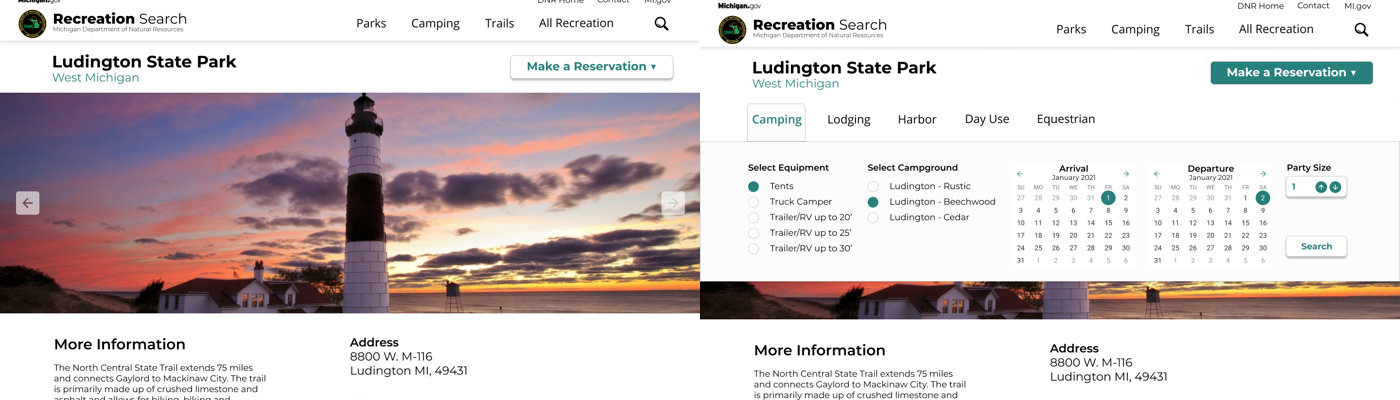 Michigan.gov
DNR Home Contact MI.gov
Recreation Search
Michigan Department of Natural Resources
Parks Camping Trails All Recreation
Ludington State Park
West Michigan
Make a Reservation ▾
More Information
The North Central State Trail extends 75 miles
and connects Gaylord to Mackinaw City. The trail
is primarily made up of crushed limestone and
asphalt and allows for hiking, biking and
Address
8800 W. M-116
Ludington MI, 49431
Michigan.gov
DNR Home Contact MI.gov
Recreation Search
Michigan Department of Natural Resources
Parks Camping Trails All Recreation
Ludington State Park
West Michigan
Make a Reservation ▾
Camping Lodging Harbor Day Use Equestrian
Select Equipment
Tents
Truck Camper
Trailer/RV up to 20'
Trailer/RV up to 25'
Trailer/RV up to 30'
Select Campground
Ludington - Rustic
Ludington - Beechwood
Ludington - Cedar
← Arrival →
January 2021
SU MO TU WE TH FR SA
27 28 29 30 31 1 2
3 4 5 6 7 8 9
10 11 12 13 14 15 16
17 18 19 20 21 22 23
24 25 26 27 28 29 30
31 1 2 3 4 5 6
← Departure →
January 2021
SU MO TU WE TH FR SA
27 28 29 30 31 1 2
3 4 5 6 7 8 9
10 11 12 13 14 15 16
17 18 19 20 21 22 23
24 25 26 27 28 29 30
31 1 2 3 4 5 6
Party Size
1
Search
More Information
The North Central State Trail extends 75 miles
and connects Gaylord to Mackinaw City. The trail
is primarily made up of crushed limestone and
Address
8800 W. M-116
Ludington MI, 49431